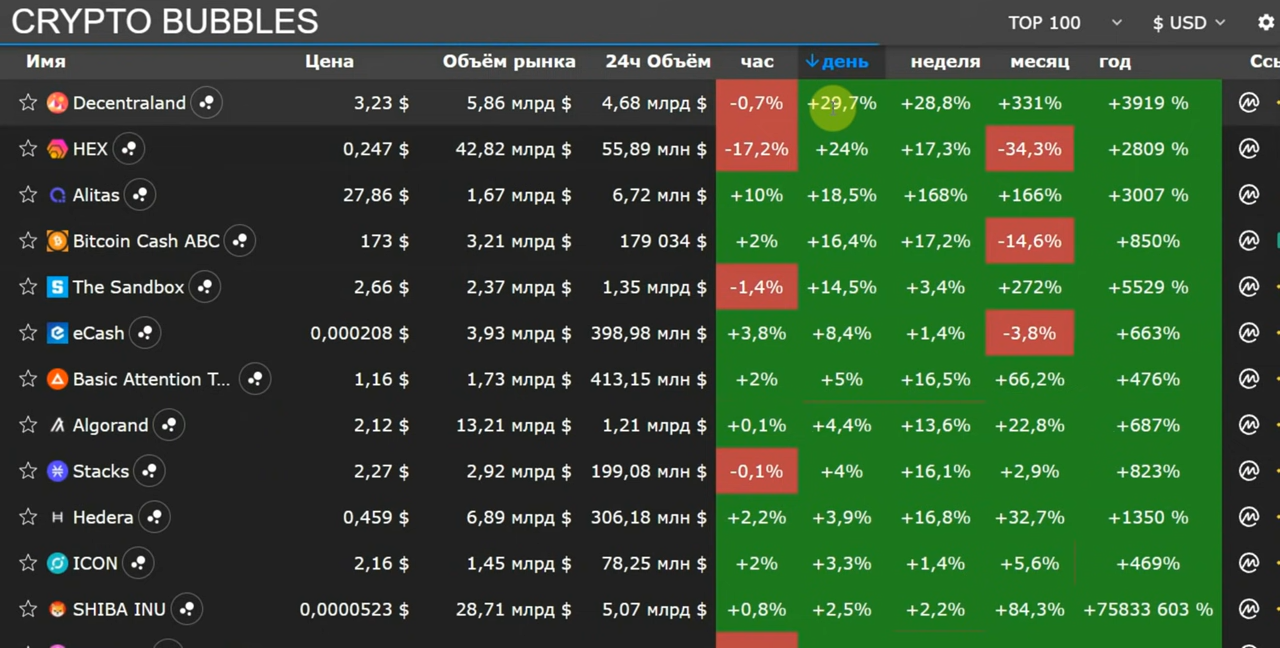 CRYPTO BUBBLES TOP 100 $ USD
Имя Цена Объём рынка 24ч Объём час ↓день неделя месяц год Ссы
Decentraland 3,23 $ 5,86 млрд $ 4,68 млрд $ -0,7% +29,7% +28,8% +331% +3919 %
HEX 0,247 $ 42,82 млрд $ 55,89 млн $ -17,2% +24% +17,3% -34,3% +2809 %
Alitas 27,86 $ 1,67 млрд $ 6,72 млн $ +10% +18,5% +168% +166% +3007 %
Bitcoin Cash ABC 173 $ 3,21 млрд $ 179 034 $ +2% +16,4% +17,2% -14,6% +850%
The Sandbox 2,66 $ 2,37 млрд $ 1,35 млрд $ -1,4% +14,5% +3,4% +272% +5529 %
eCash 0,000208 $ 3,93 млрд $ 398,98 млн $ +3,8% +8,4% +1,4% -3,8% +663%
Basic Attention T... 1,16 $ 1,73 млрд $ 413,15 млн $ +2% +5% +16,5% +66,2% +476%
Algorand 2,12 $ 13,21 млрд $ 1,21 млрд $ +0,1% +4,4% +13,6% +22,8% +687%
Stacks 2,27 $ 2,92 млрд $ 199,08 млн $ -0,1% +4% +16,1% +2,9% +823%
Hedera 0,459 $ 6,89 млрд $ 306,18 млн $ +2,2% +3,9% +16,8% +32,7% +1350 %
ICON 2,16 $ 1,45 млрд $ 78,25 млн $ +2% +3,3% +1,4% +5,6% +469%
SHIBA INU 0,0000523 $ 28,71 млрд $ 5,07 млрд $ +0,8% +2,5% +2,2% +84,3% +75833 603 %